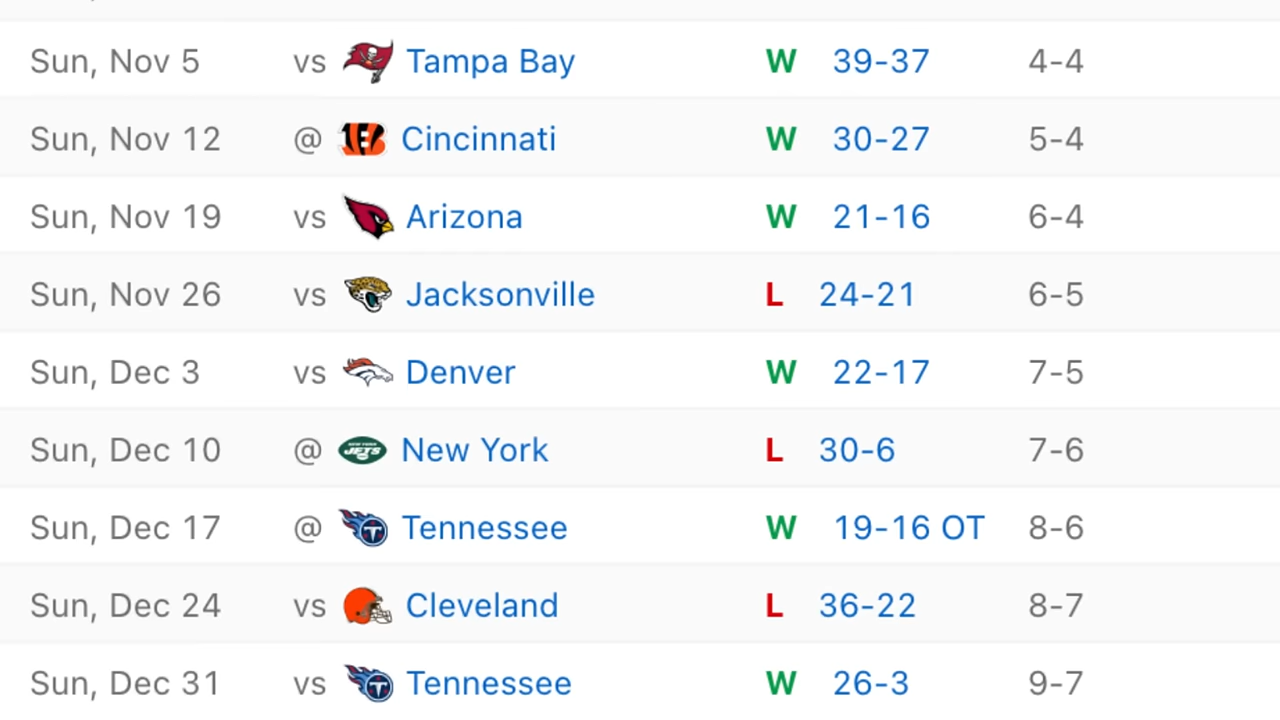 Sun, Nov 5 vs Tampa Bay W 39-37 4-4
Sun, Nov 12 @ Cincinnati W 30-27 5-4
Sun, Nov 19 vs Arizona W 21-16 6-4
Sun, Nov 26 vs Jacksonville L 24-21 6-5
Sun, Dec 3 vs Denver W 22-17 7-5
Sun, Dec 10 @ NEW YORK JETS New York L 30-6 7-6
Sun, Dec 17 @ T Tennessee W 19-16 OT 8-6
Sun, Dec 24 vs Cleveland L 36-22 8-7
Sun, Dec 31 vs T Tennessee W 26-3 9-7